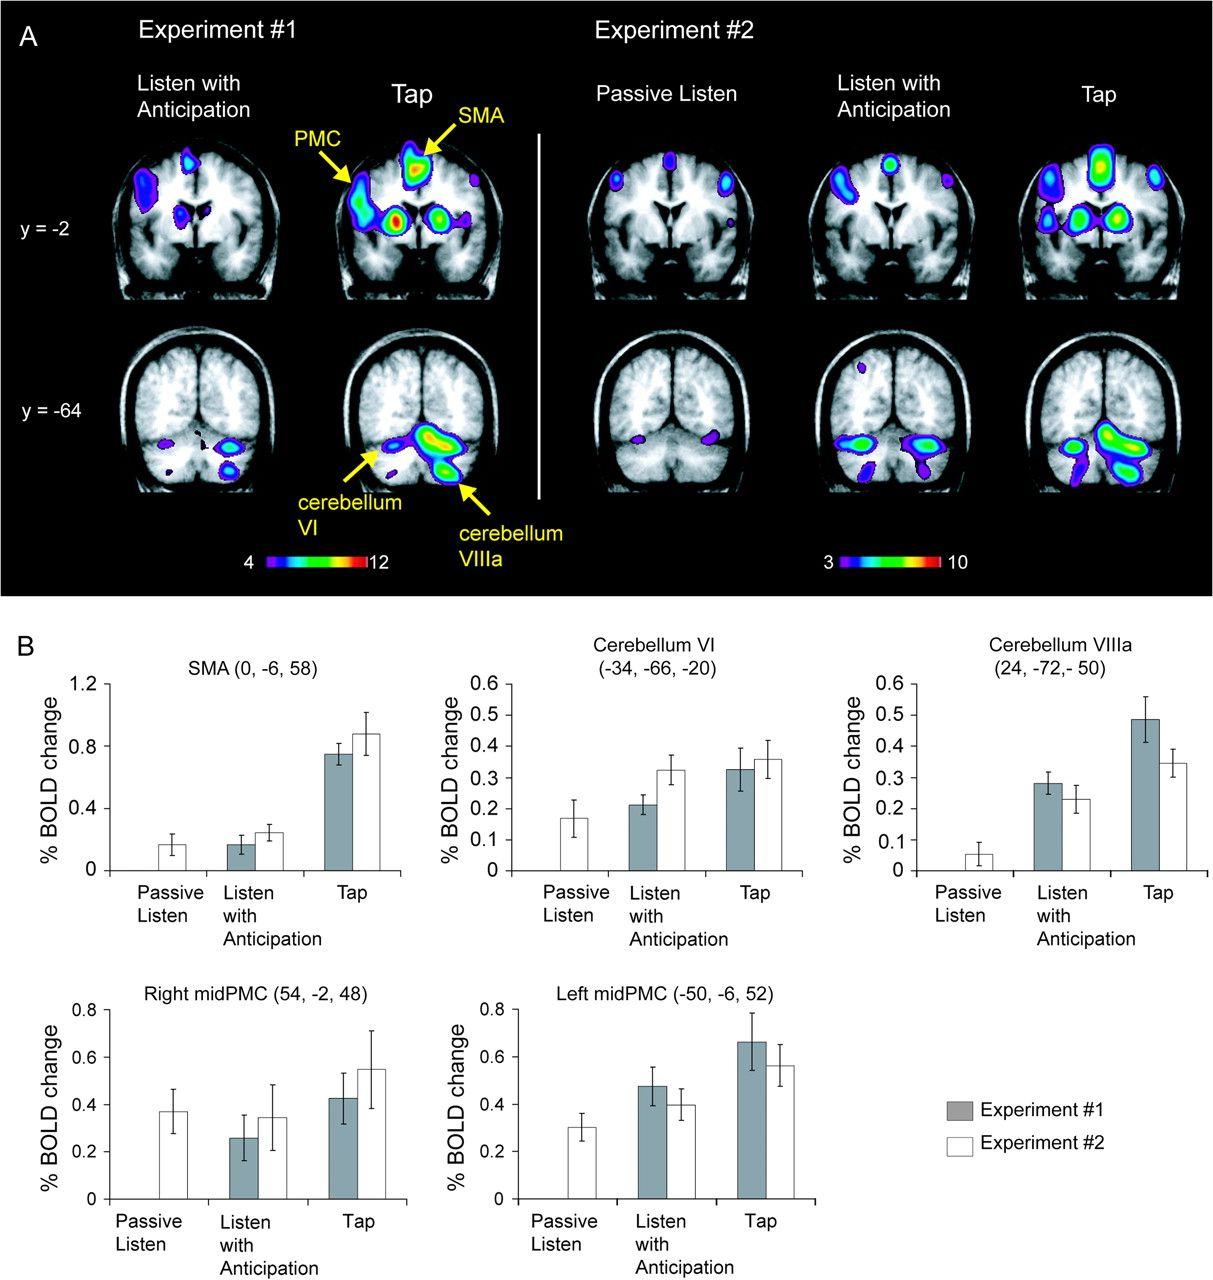 A
Experiment #1
Experiment #2
Listen with
Anticipation
Tap
Passive Listen
Listen with
Anticipation
Tap
PMC
SMA
y = -2
y = -64
cerebellum
VI
cerebellum
VIIIa
4
12
3
10
B
SMA (0, -6, 58)
% BOLD change
1.2
0.8
0.4
0
Passive
Listen
Listen
with
Anticipation
Tap
Cerebellum VI
(-34, -66, -20)
% BOLD change
0.6
0.5
0.4
0.3
0.2
0.1
0
Passive
Listen
Listen
with
Anticipation
Tap
Cerebellum VIIIa
(24, -72,- 50)
% BOLD change
0.6
0.5
0.4
0.3
0.2
0.1
0
Passive
Listen
Listen
with
Anticipation
Tap
Right midPMC (54, -2, 48)
% BOLD change
0.8
0.6
0.4
0.2
0
Passive
Listen
Listen
with
Anticipation
Tap
Left midPMC (-50, -6, 52)
% BOLD change
0.8
0.6
0.4
0.2
0
Passive
Listen
Listen
with
Anticipation
Tap
Experiment #1
Experiment #2